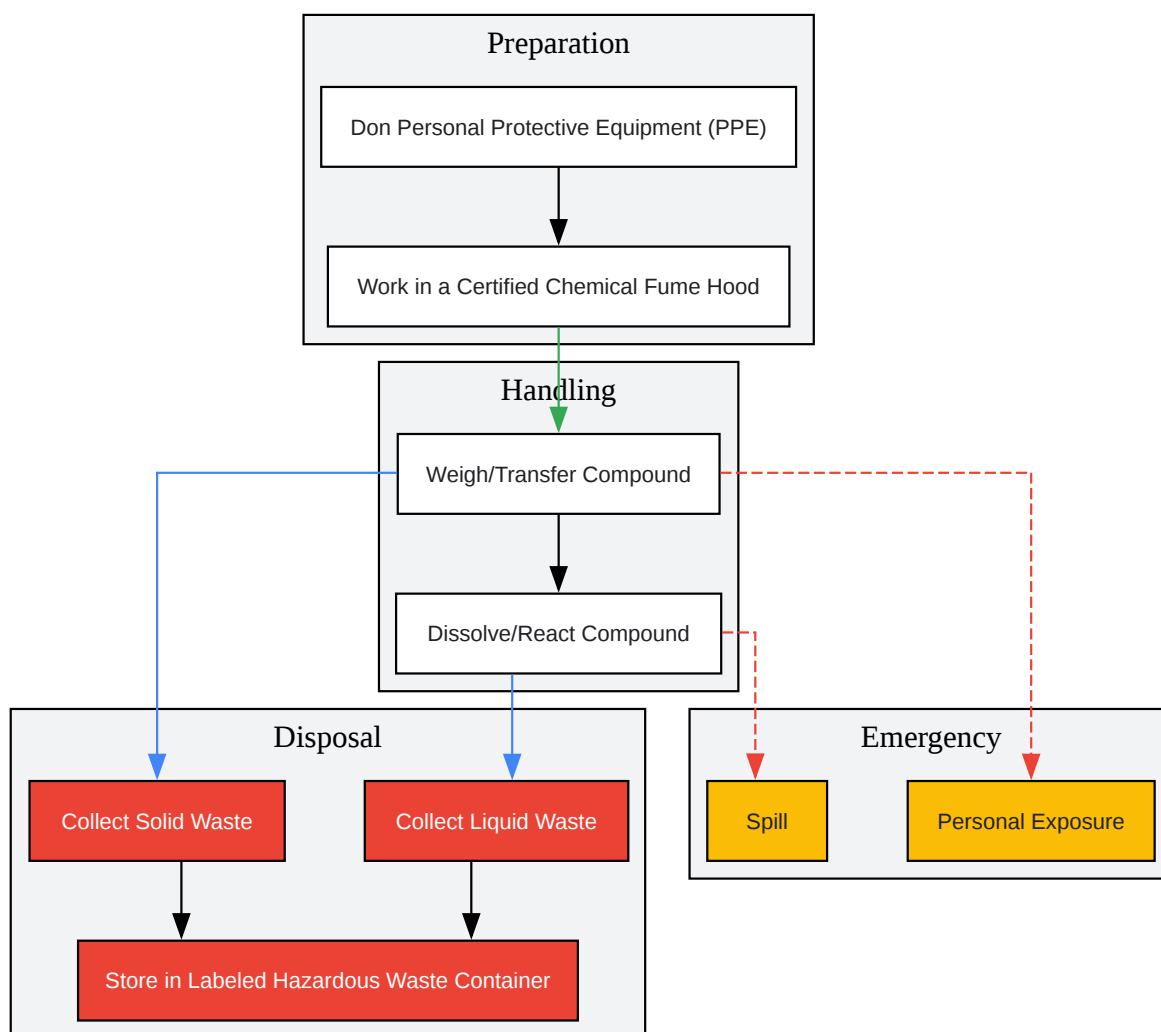 Preparation
Don Personal Protective Equipment (PPE)
Work in a Certified Chemical Fume Hood
Handling
Weigh/Transfer Compound
Dissolve/React Compound
Disposal
Emergency
Collect Solid Waste
Collect Liquid Waste
Spill
Personal Exposure
Store in Labeled Hazardous Waste Container